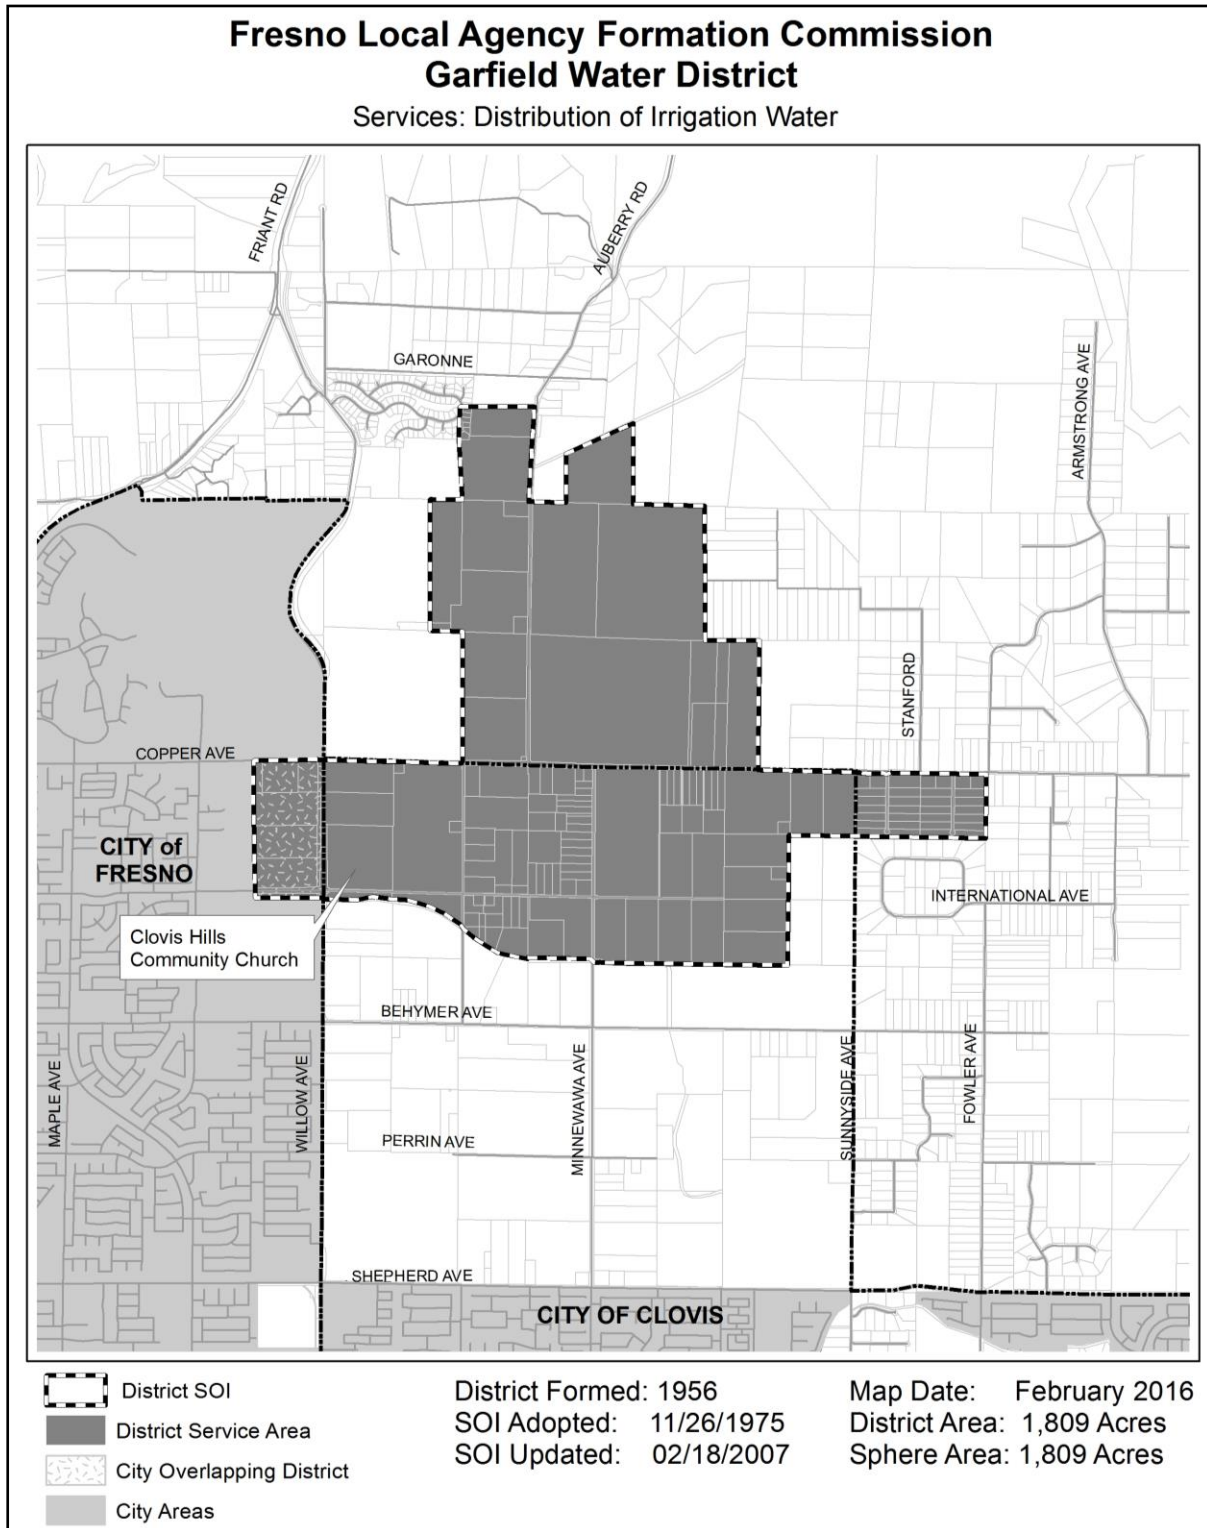 Fresno Local Agency Formation Commission
Garfield Water District
Services: Distribution of Irrigation Water
FRIANT RD
AUBERRY RD
GARONNE
ARMSTRONG AVE
STANFORD
COPPER AVE
CITY of
FRESNO
INTERNATIONAL AVE
Clovis Hills
Community Church
BEHYMER AVE
MAPLE AVE
WILLOW AVE
MINNEWAWA AVE
SUNNYSIDE AVE
FOWLER AVE
PERRIN AVE
SHEPHERD AVE
CITY OF CLOVIS
District SOI
District Service Area
City Overlapping District
City Areas
District Formed: 1956
SOI Adopted: 11/26/1975
SOI Updated: 02/18/2007
Map Date: February 2016
District Area: 1,809 Acres
Sphere Area: 1,809 Acres